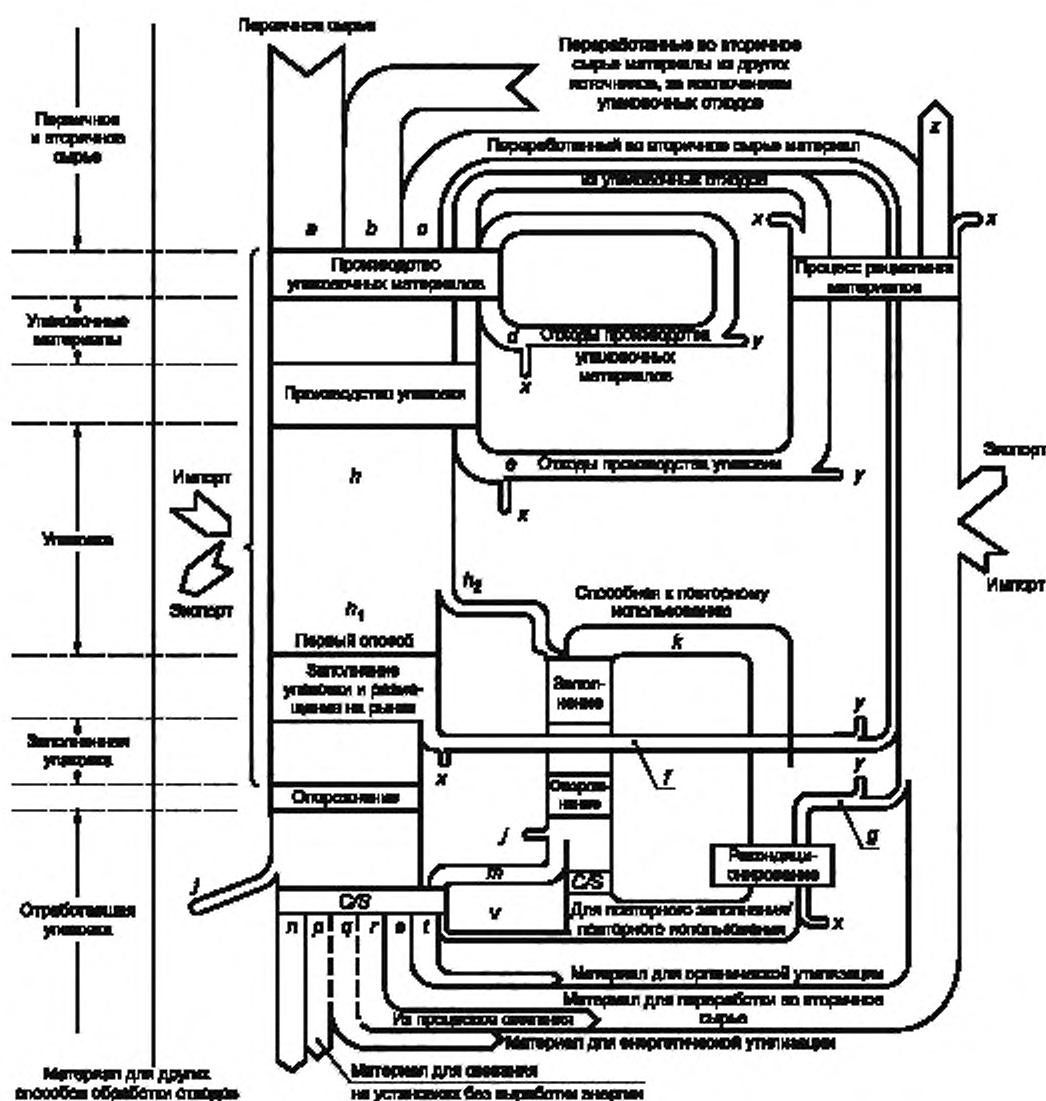 Первичное сырье
Переработанные во вторичное
сырье материалы из других
источников, за исключением
упаковочных отходов
Первичное
и вторичное
сырье
z
Переработанный во вторичное сырье материал
из упаковочных отходов
x
x
a
b
c
Производство
упаковочных материалов
Процесс рециклинга
материалов
Упаковочные
материалы
d
Отходы производства
упаковочных
материалов
y
x
Производство упаковки
e
Отходы производства упаковки
y
x
h
Импорт
Экспорт
Упаковка
Экспорт
Импорт
h2
Способная к повторному
использованию
h1
k
Первый способ
Заполнение
упаковки и разме-
щение на рынке
Запол-
нение
y
Заполненная
упаковка
x
f
y
Опорожнение
Опорож-
нение
j
g
m
C/S
Рекондици-
онирование
j
C/S
v
Для повторного заполнения/
повторного использования
x
Отработавшая
упаковка
n
p
q
r
s
t
Материал для органической утилизации
Материал для переработки во вторичное
сырье
Из процессов сжигания
Материал для энергетической утилизации
Материал для других
способов обработки отходов
Материал для сжигания
на установках без выработки энергии